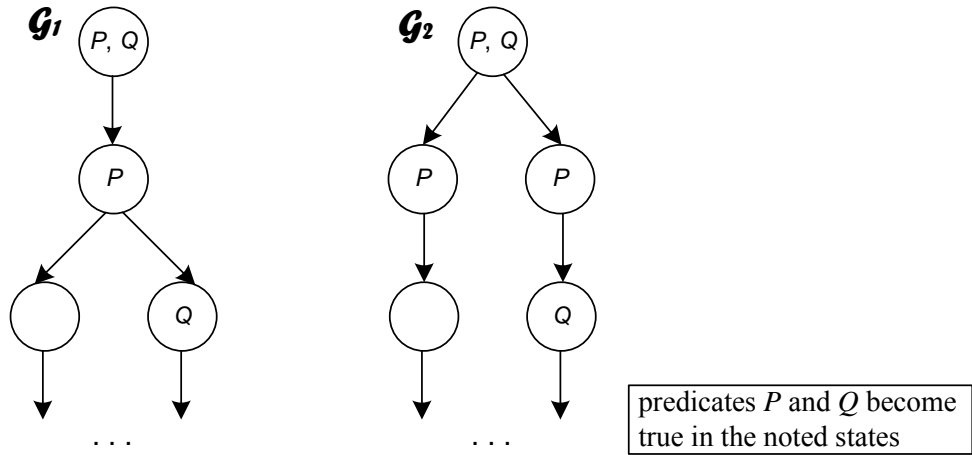 G1
P, Q
P
Q
. . .
G2
P, Q
P
P
Q
. . .
predicates P and Q become
true in the noted states